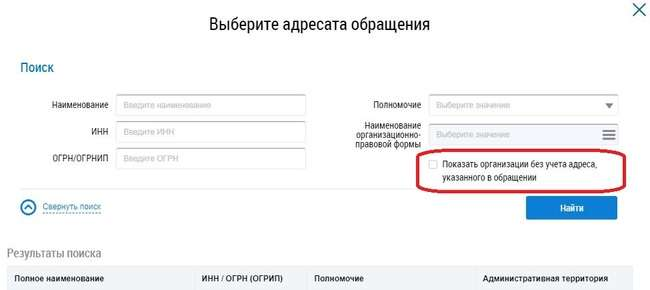 Выберите адресата обращения
Поиск
Наименование
Введите наименование
Полномочие
Выберите значение
ИНН
Введите ИНН
Наименование
организационно-
правовой формы
Выберите значение
ОГРН/ОГРНИП
Введите ОГРН
Показать организации без учета адреса,
указанного в обращении
Свернуть поиск
Найти
Результаты поиска
Полное наименование
ИНН / ОГРН (ОГРИП)
Полномочие
Административная территория